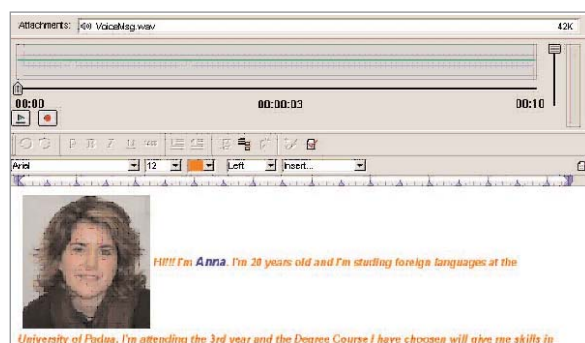 Attachments: VoiceMsg.wav 42K
00:00 00:00:03 00:10
Arial 12 Left Insert...
Hi!!! I'm Anna. I'm 20 years old and I'm studing foreign languages at the
University of Padua. I'm attending the 3rd year and the Degree Course I have choosen will give me skills in